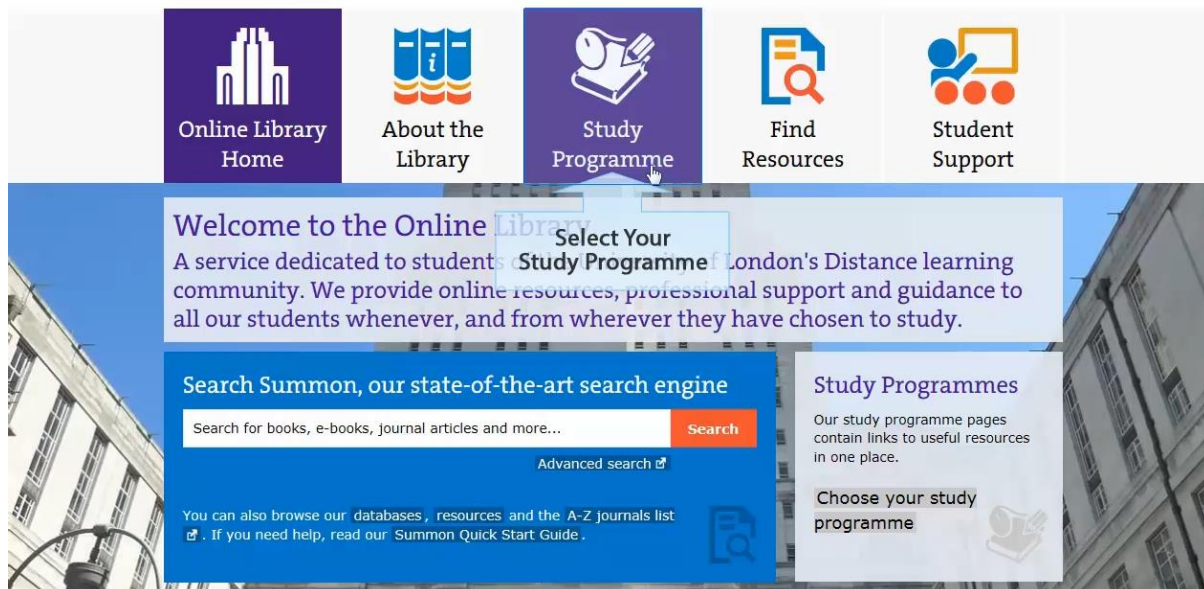 Online Library
Home
About the
Library
Study
Programme
Find
Resources
Student
Support
Welcome to the Online Library
Select Your
Study Programme
A service dedicated to students of London's Distance learning
community. We provide online resources, professional support and guidance to
all our students whenever, and from wherever they have chosen to study.
Search Summon, our state-of-the-art search engine
Search for books, e-books, journal articles and more...
Search
Advanced search
You can also browse our databases, resources and the A-Z journals list
. If you need help, read our Summon Quick Start Guide.
Study Programmes
Our study programme pages
contain links to useful resources
in one place.
Choose your study
programme